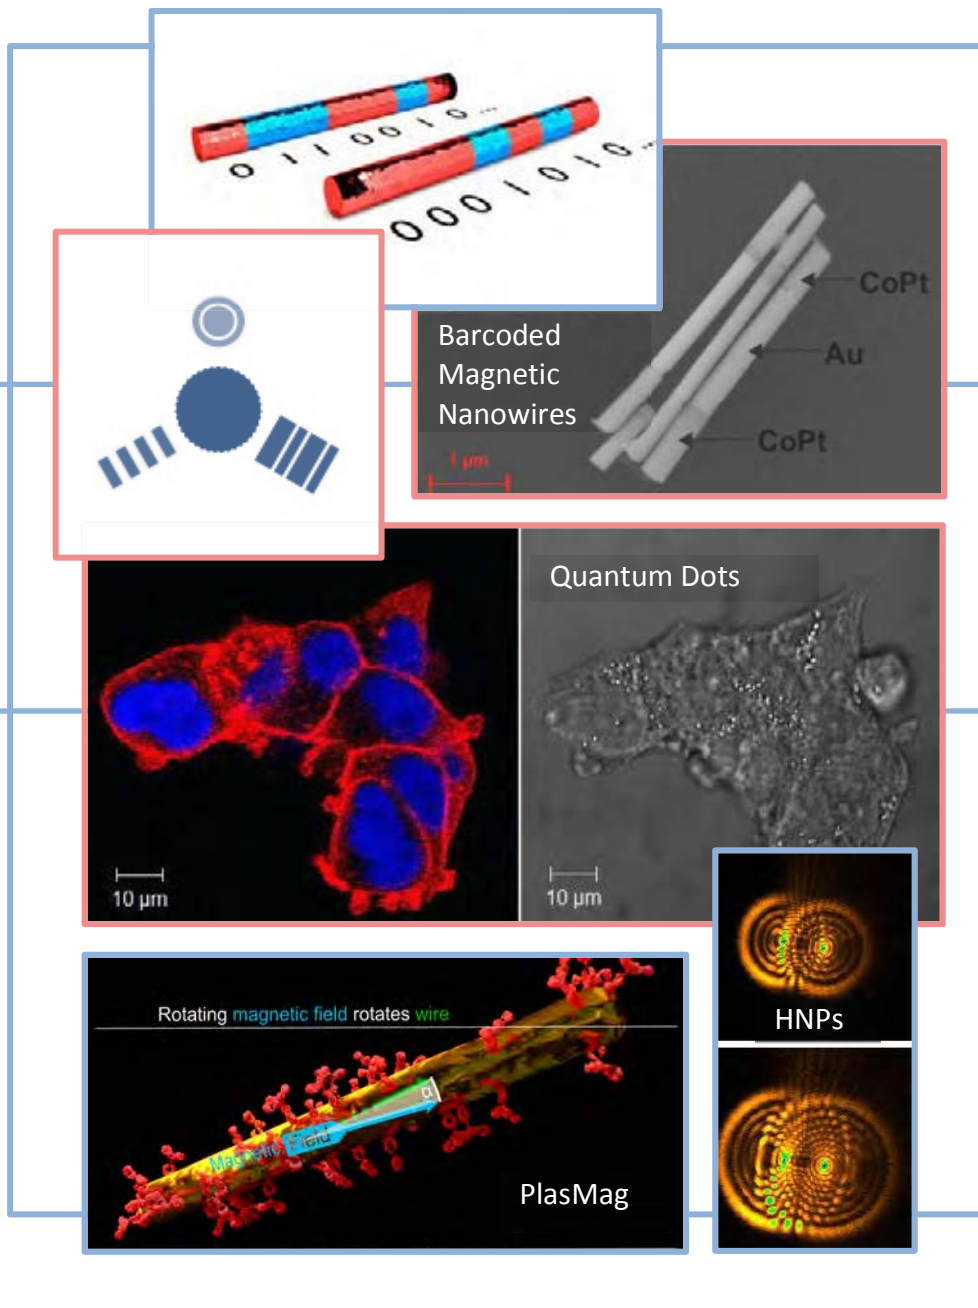 0 1 1 0 0 1 0 ...
0 0 0 1 0 1 0 ...
CoPt
Barcoded
Magnetic
Nanowires
Au
CoPt
1 µm
Quantum Dots
10 µm
10 µm
HNPs
Rotating magnetic field rotates wire
α
Magnetic Field
PlasMag